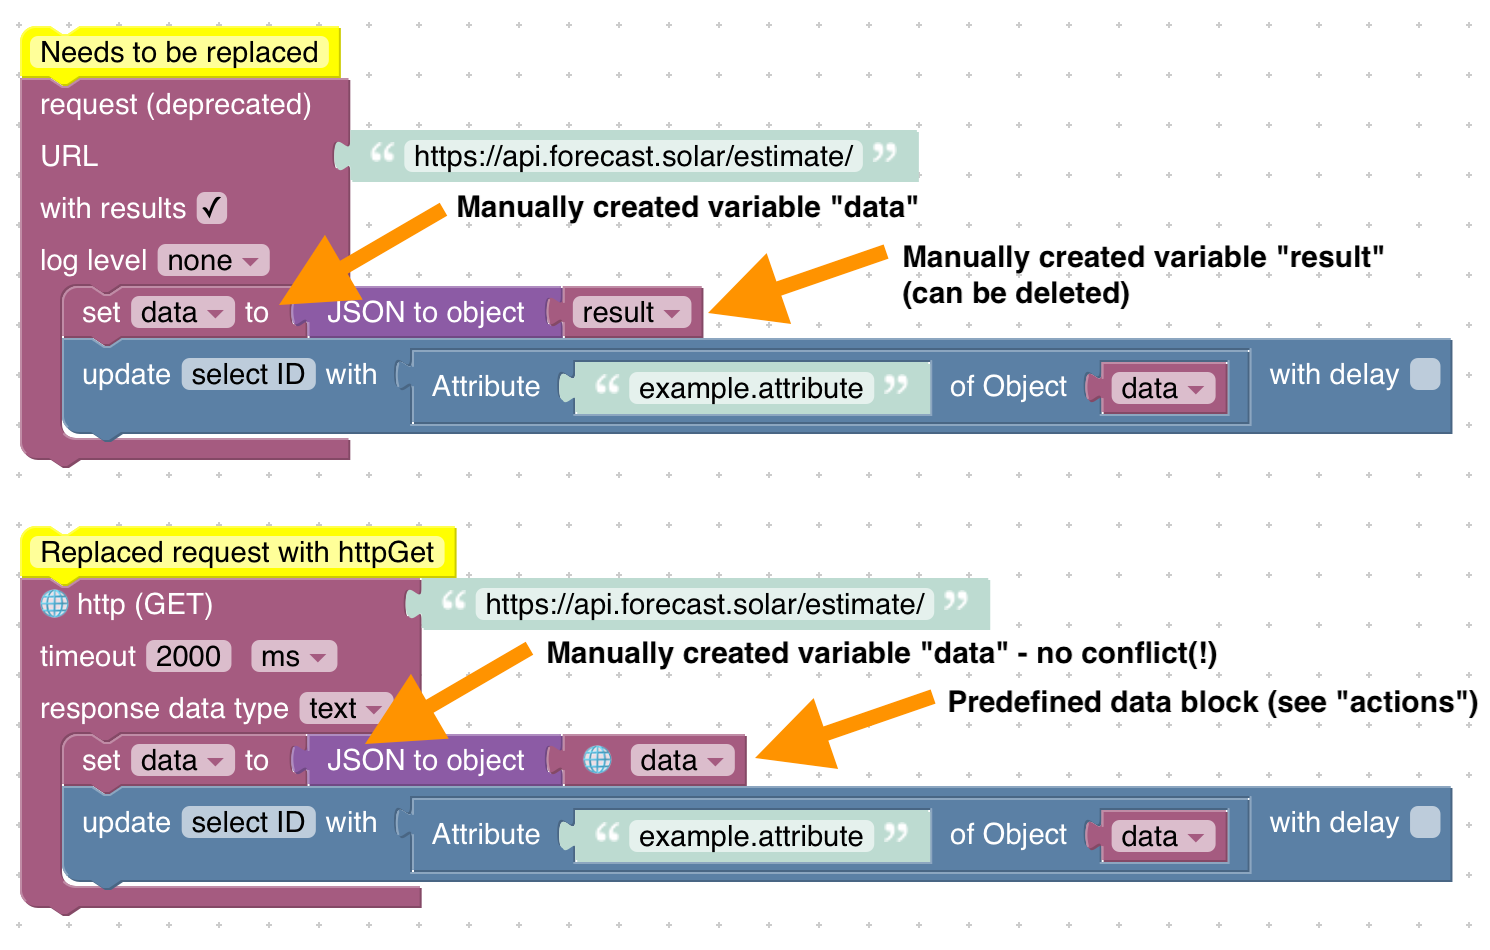 Needs to be replaced
request (deprecated)
URL “ https://api.forecast.solar/estimate/ ”
with results ✓
Manually created variable "data"
log level none
Manually created variable "result"
(can be deleted)
set data to JSON to object result
update select ID with Attribute “ example.attribute ” of Object data with delay
Replaced request with httpGet
http (GET) “ https://api.forecast.solar/estimate/ ”
timeout 2000 ms
Manually created variable "data" - no conflict(!)
response data type text
Predefined data block (see "actions")
set data to JSON to object data
update select ID with Attribute “ example.attribute ” of Object data with delay